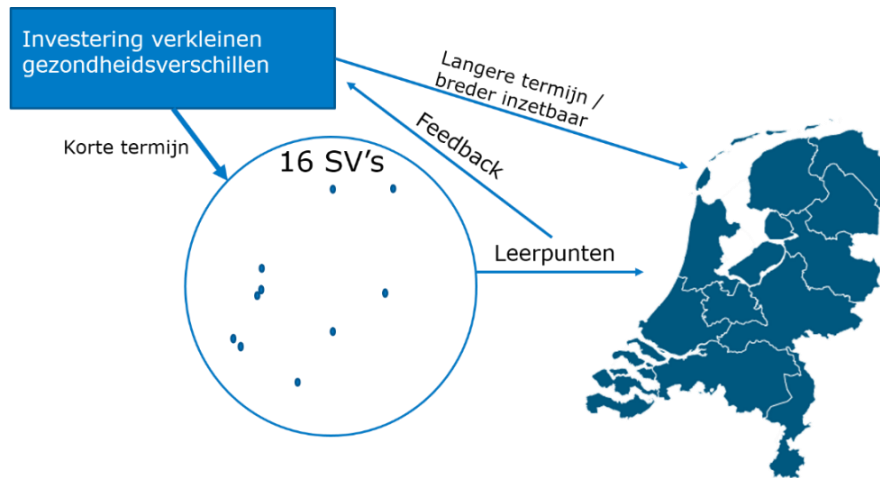 Investering verkleinen
gezondheidsverschillen
Langere termijn /
breder inzetbaar
Feedback
Korte termijn
16 SV's
Leerpunten